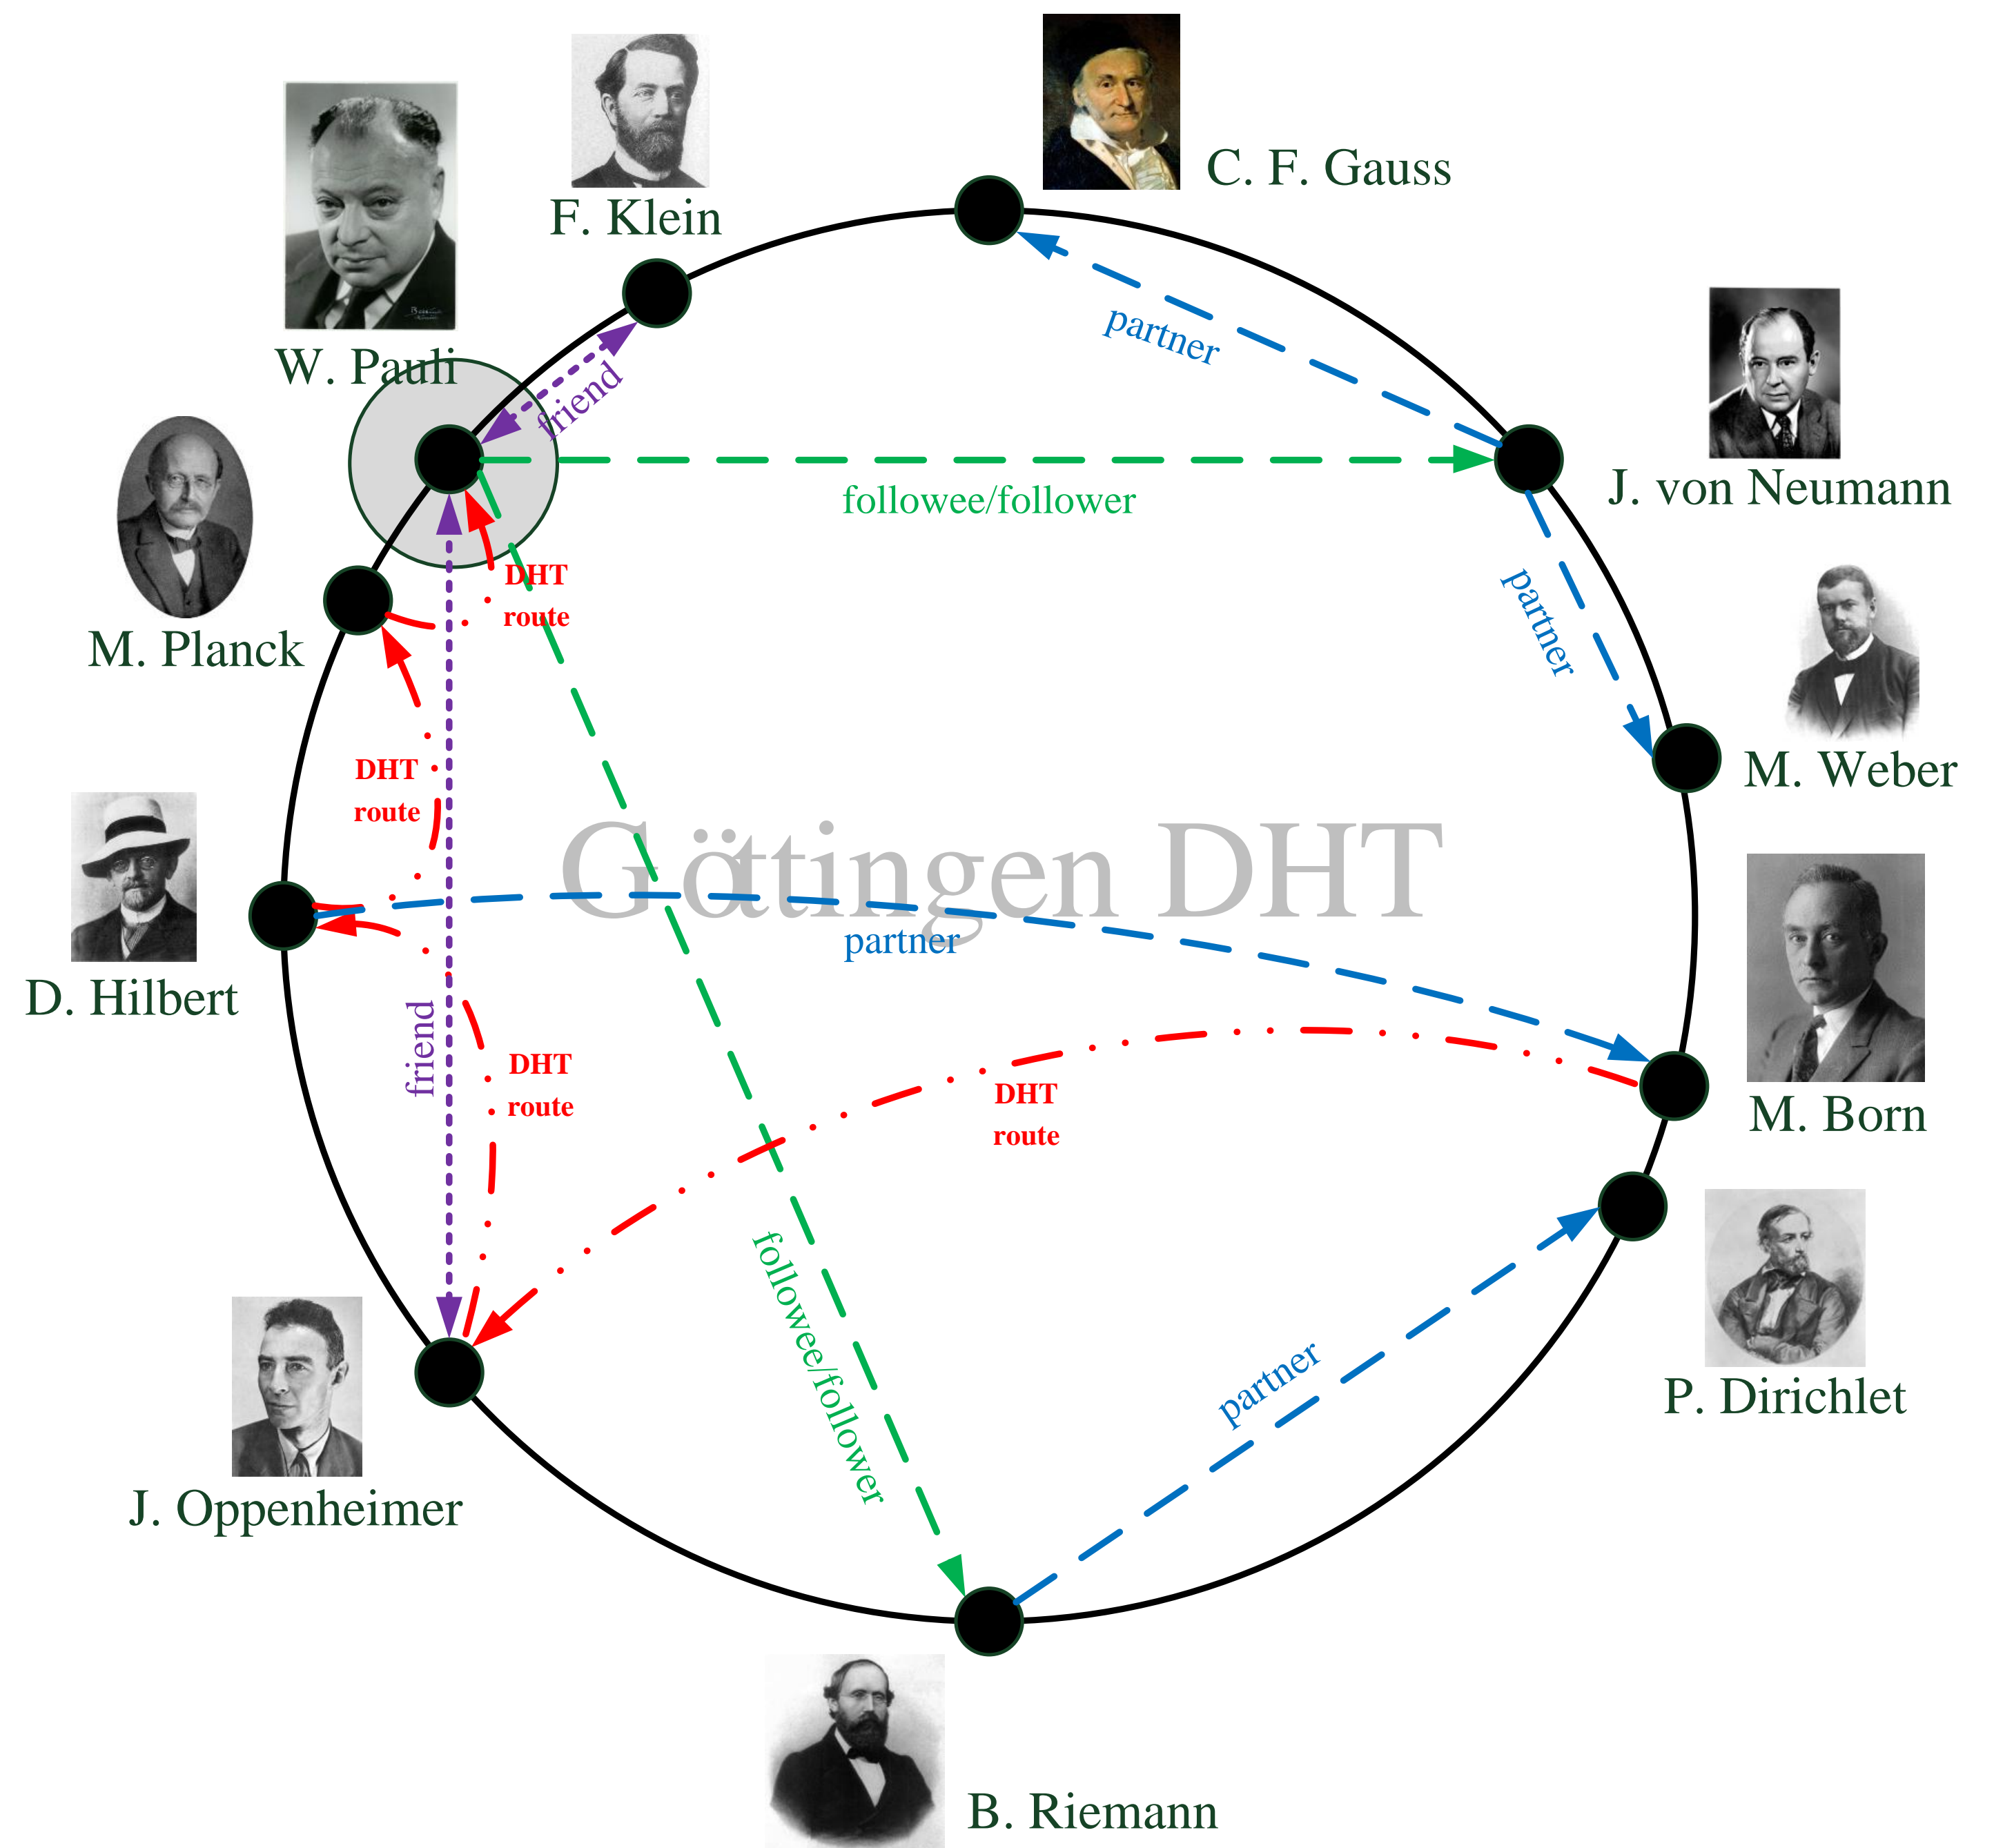 C. F. Gauss
F. Klein
W. Pauli
partner
friend
J. von Neumann
followee/follower
DHT
route
partner
M. Planck
M. Weber
DHT
route
Göttingen DHT
partner
D. Hilbert
friend
DHT
route
DHT
route
M. Born
followee/follower
partner
P. Dirichlet
J. Oppenheimer
B. Riemann